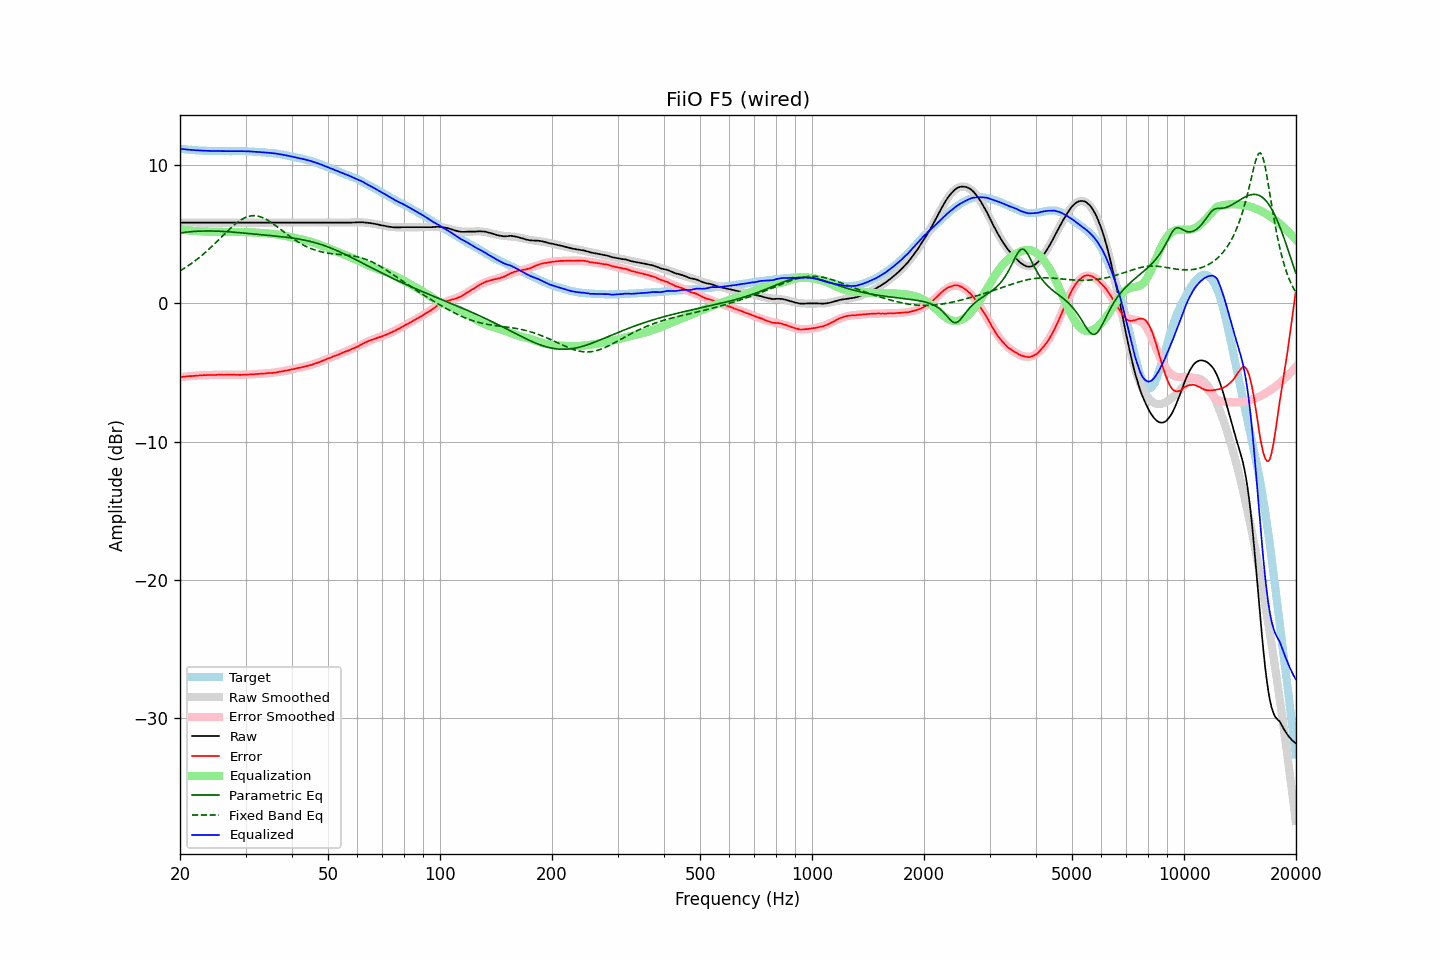 FiiO F5 (wired)
Amplitude (dBr)
10
0
−10
−20
−30
Target
Raw Smoothed
Error Smoothed
Raw
Error
Equalization
Parametric Eq
Fixed Band Eq
Equalized
20 50 100 200 500 1000 2000 5000 10000 20000
Frequency (Hz)